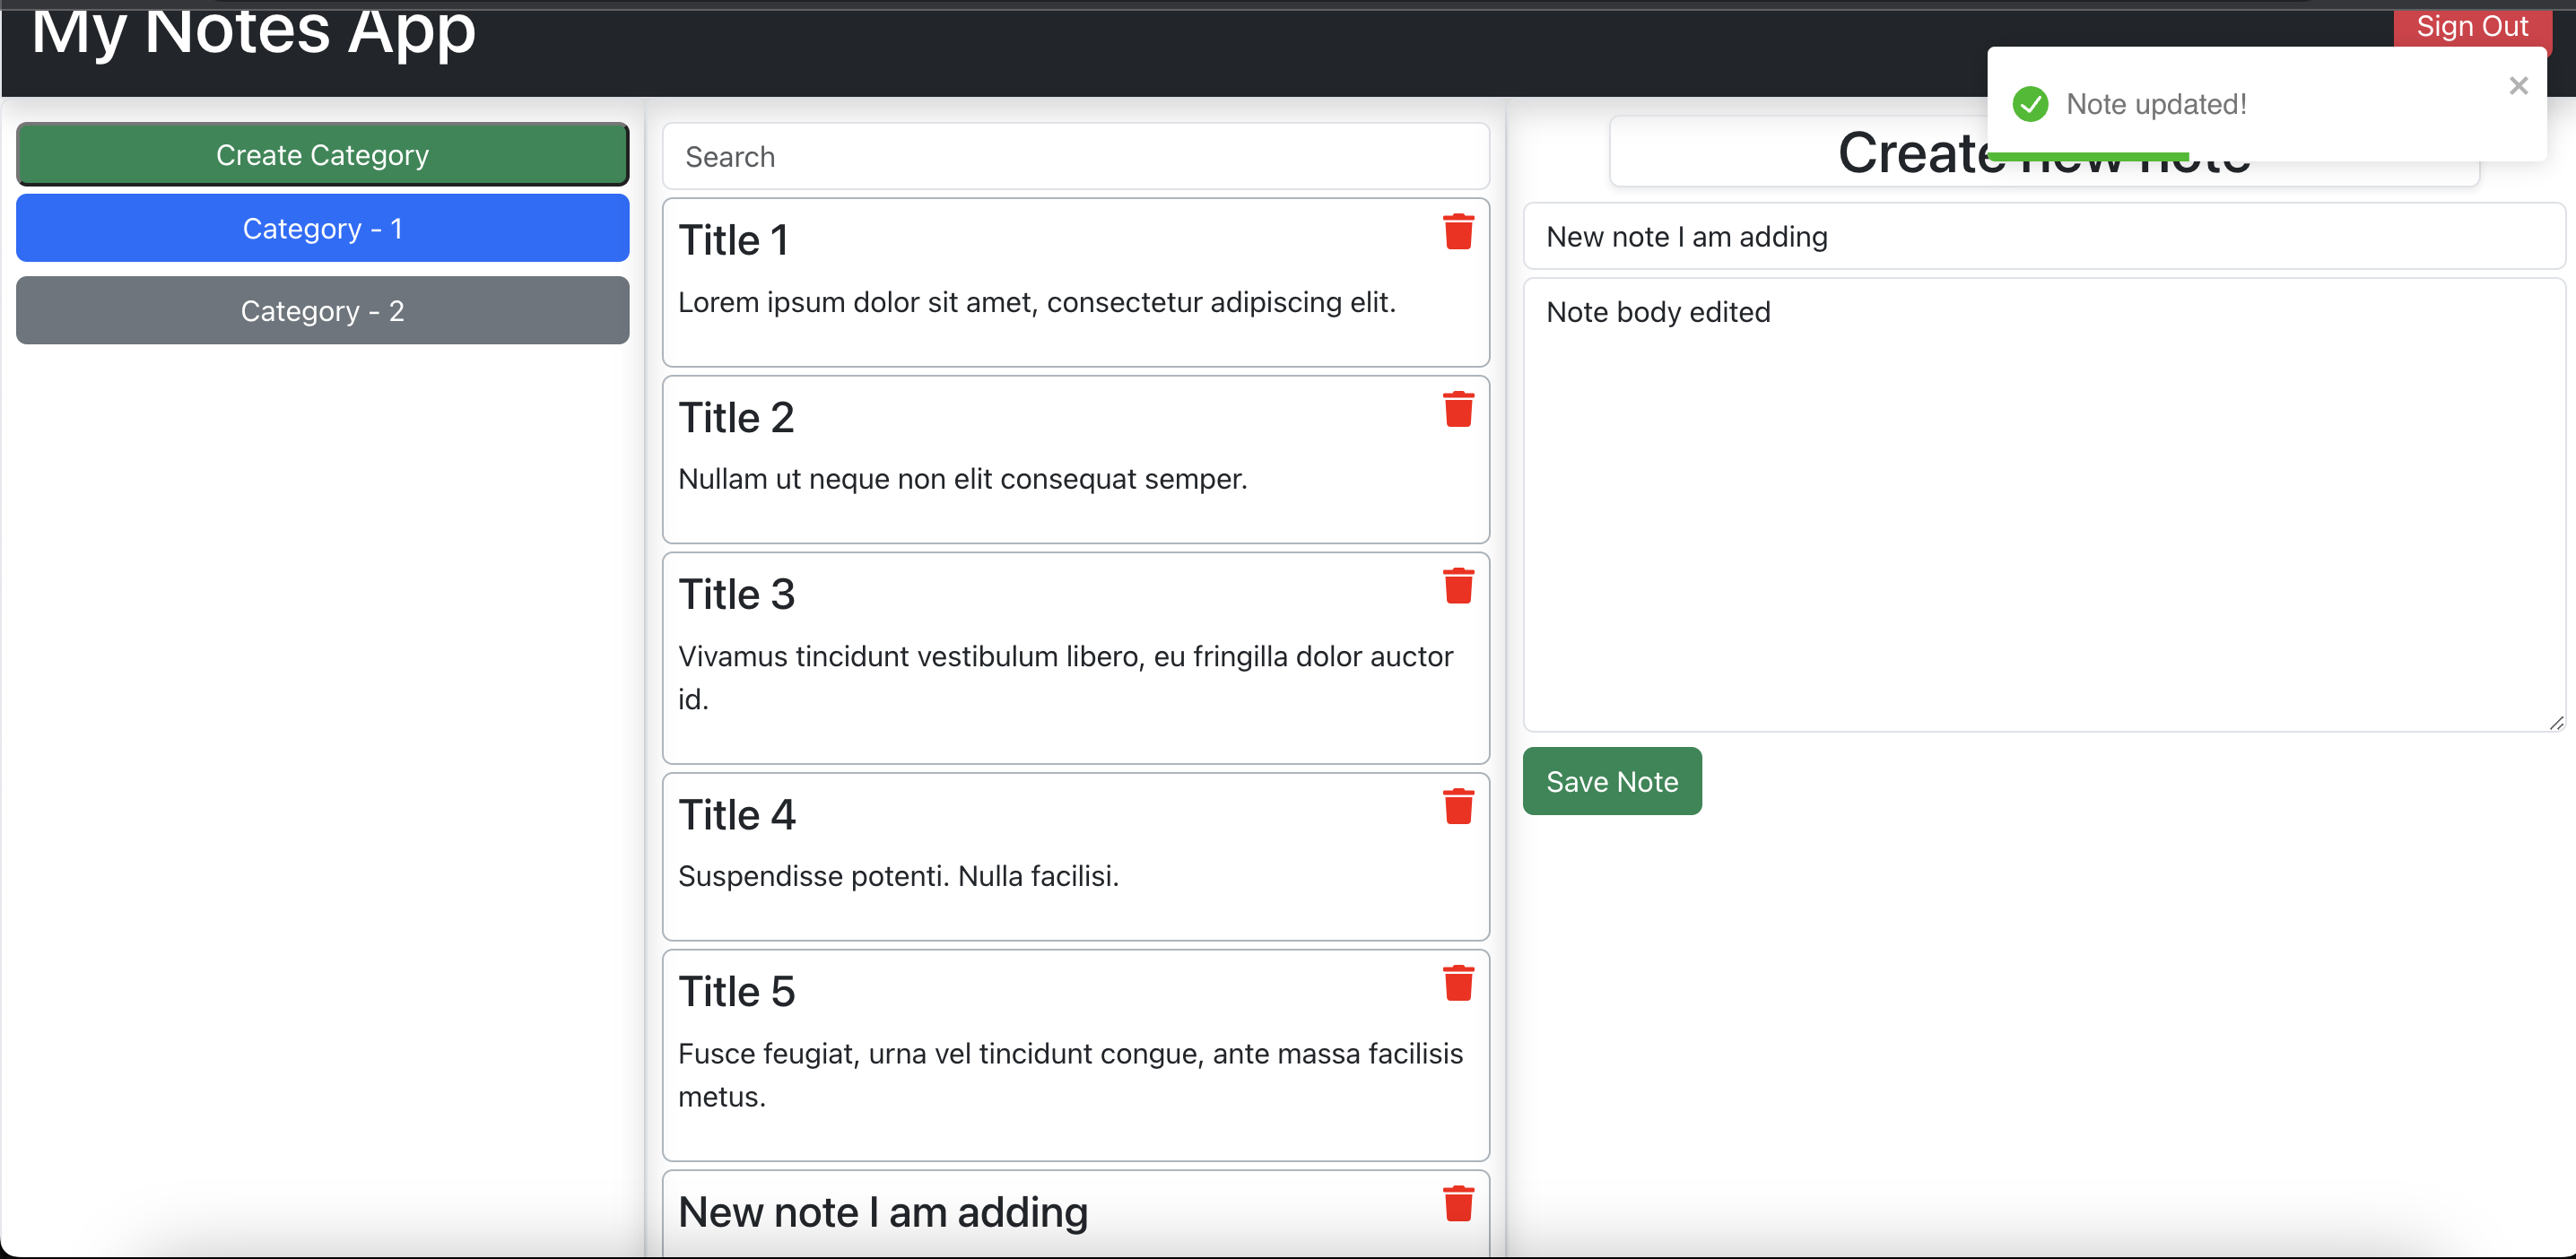 My Notes App
Sign Out
Note updated!
Create Category
Category - 1
Category - 2
Search
Title 1
Lorem ipsum dolor sit amet, consectetur adipiscing elit.
Title 2
Nullam ut neque non elit consequat semper.
Title 3
Vivamus tincidunt vestibulum libero, eu fringilla dolor auctor
id.
Title 4
Suspendisse potenti. Nulla facilisi.
Title 5
Fusce feugiat, urna vel tincidunt congue, ante massa facilisis
metus.
New note I am adding
Create new note
New note I am adding
Note body edited
Save Note